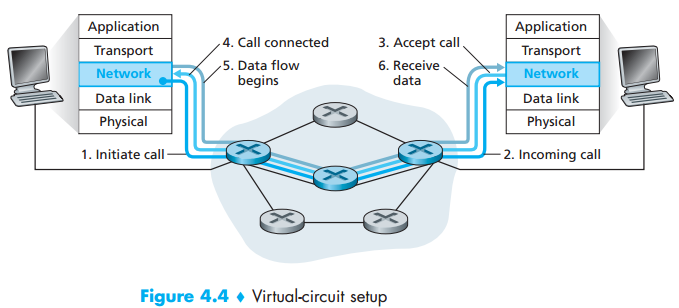 Application
Transport
Network
Data link
Physical
4. Call connected
5. Data flow
begins
1. Initiate call
3. Accept call
6. Receive
data
2. Incoming call
Application
Transport
Network
Data link
Physical
Figure 4.4 ♦ Virtual-circuit setup